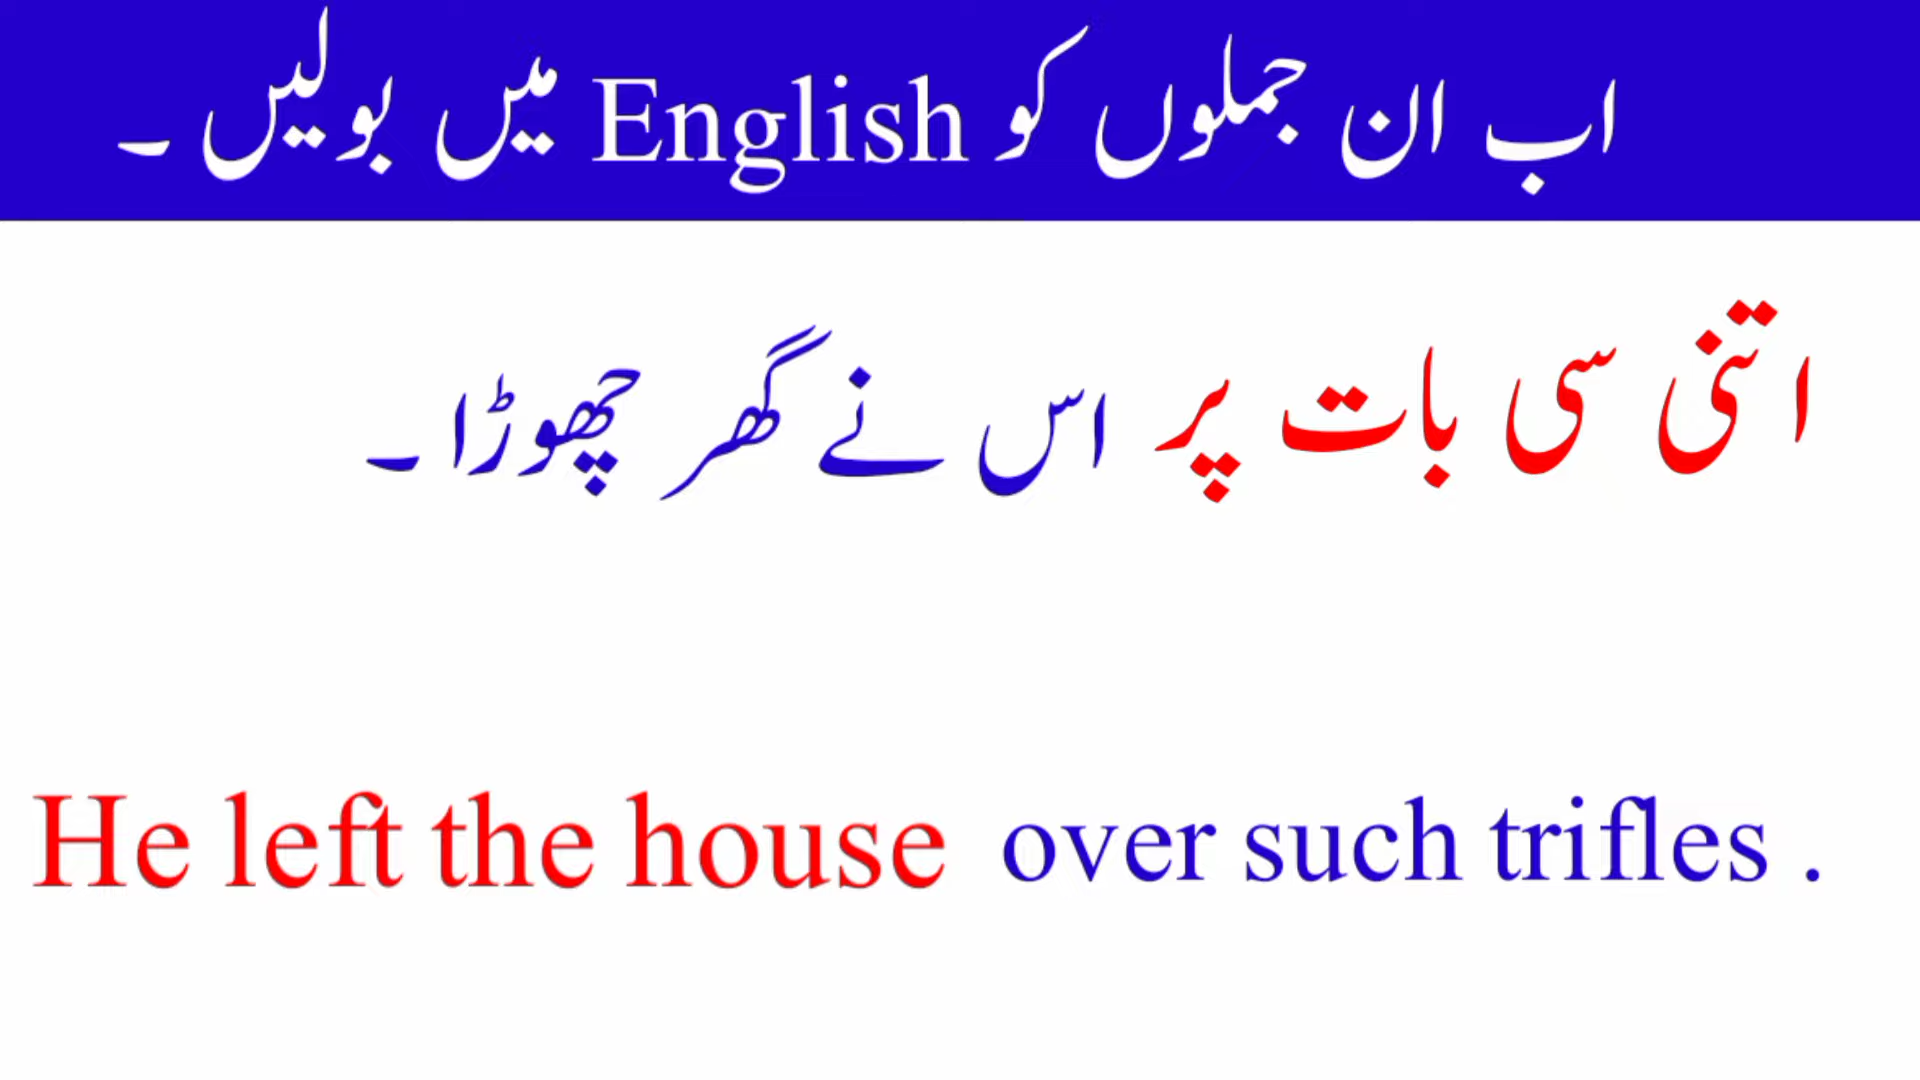 اب ان جملوں کو English میں بولیں ۔
اتنی سی بات پر اس نے گھر چھوڑا ۔
He left the house over such trifles .